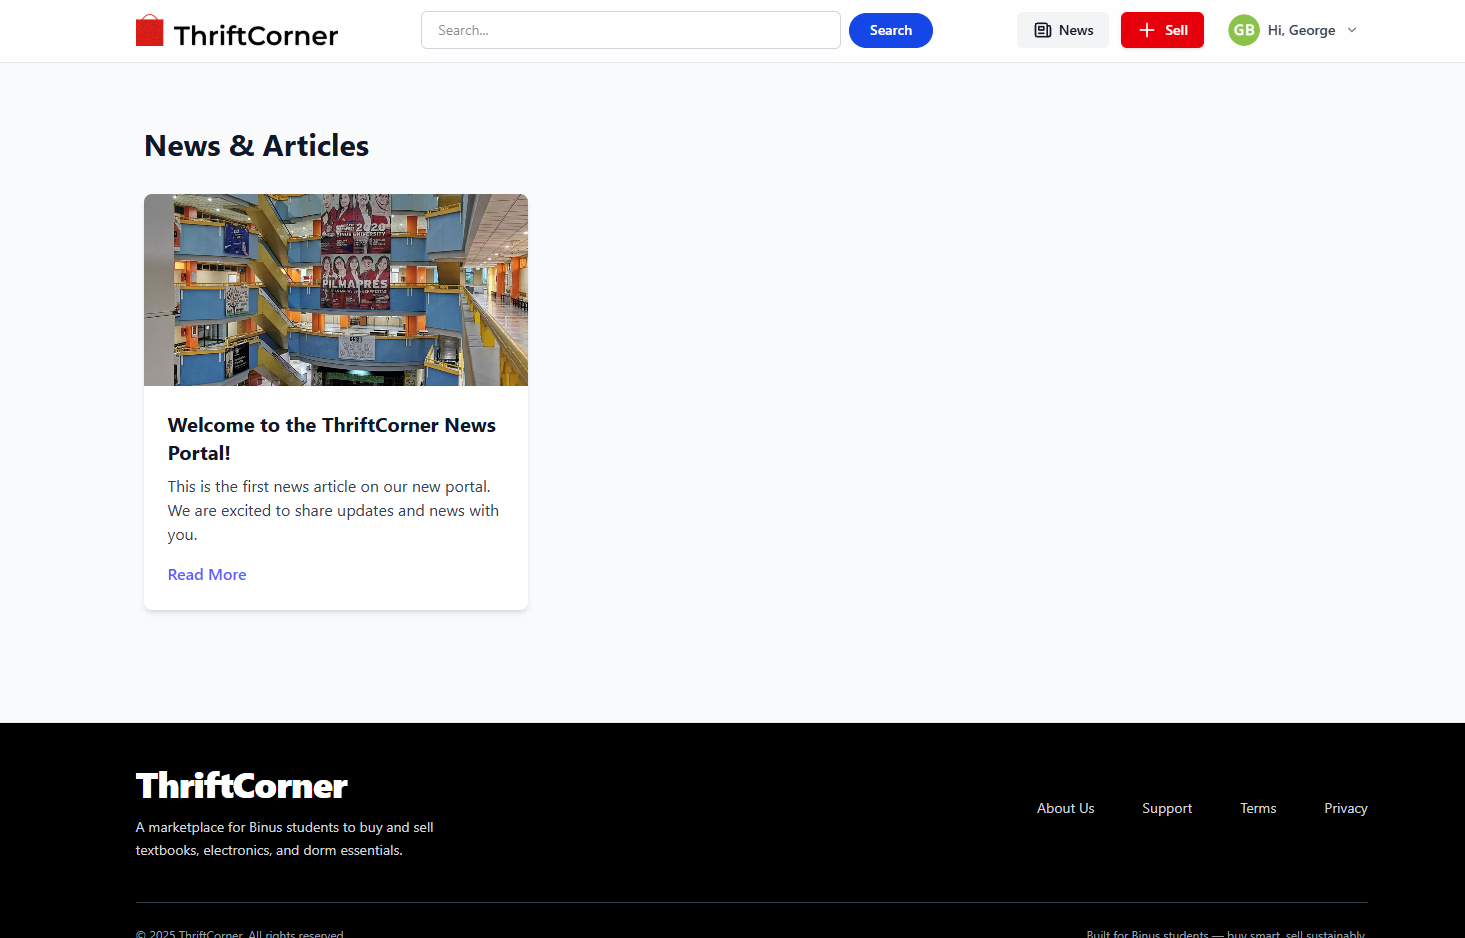 ThriftCorner
Search...
Search
News
Sell
GB
Hi, George
News & Articles
2020
BINUS UNIVERSITY
PILMAPRES
Welcome to the ThriftCorner News
Portal!
This is the first news article on our new portal.
We are excited to share updates and news with
you.
Read More
ThriftCorner
A marketplace for Binus students to buy and sell
textbooks, electronics, and dorm essentials.
About Us
Support
Terms
Privacy
© 2025 ThriftCorner. All rights reserved.
Built for Binus students — buy smart, sell sustainably.